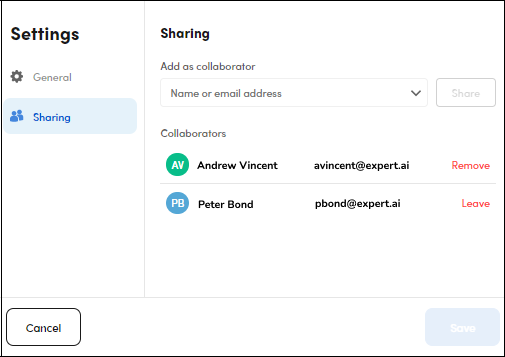 Settings
General
Sharing
Sharing
Add as collaborator
Name or email address
Share
Collaborators
AV Andrew Vincent avincent@expert.ai Remove
PB Peter Bond pbond@expert.ai Leave
Cancel
Save